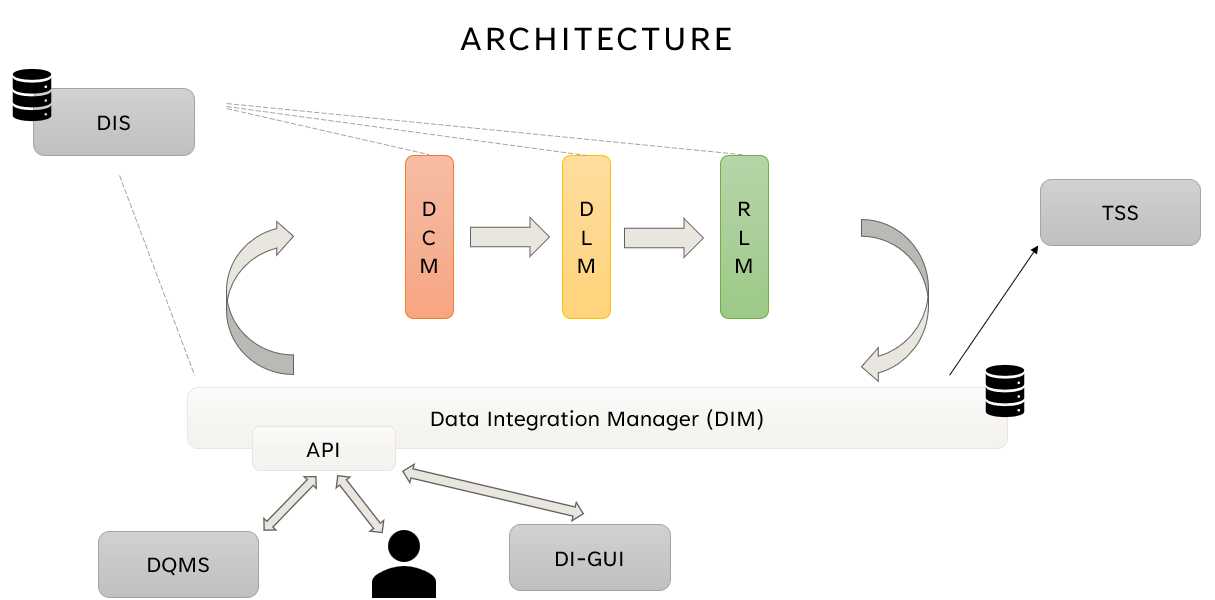 ARCHITECTURE
DIS
D
C
M
D
L
M
R
L
M
TSS
Data Integration Manager (DIM)
API
DQMS
DI-GUI